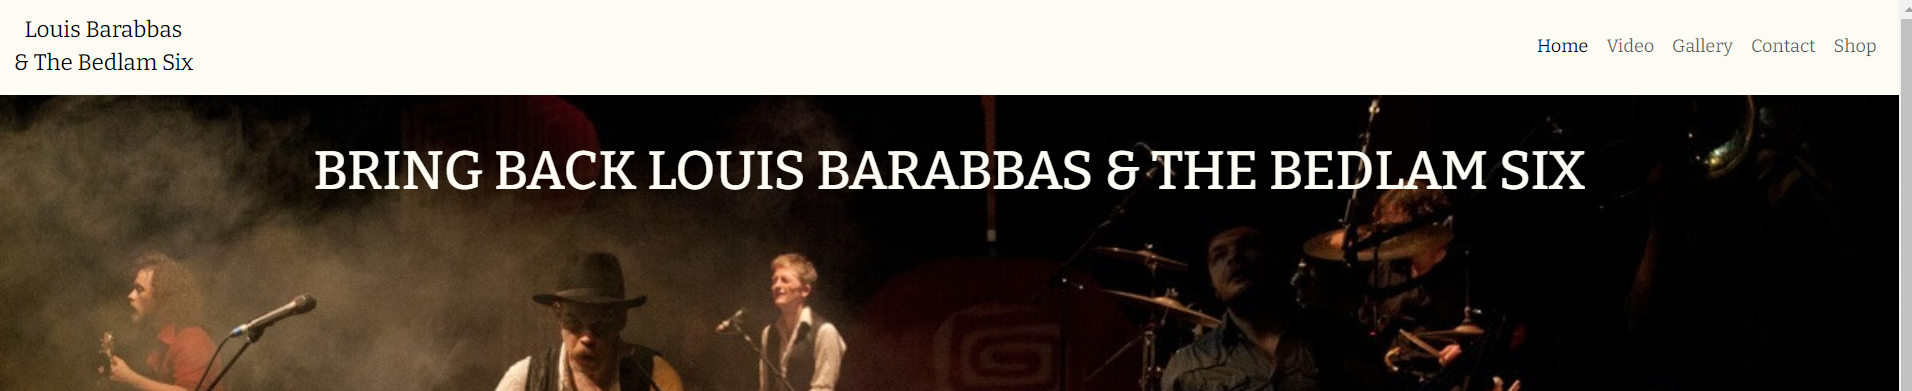 Louis Barabbas
& The Bedlam Six
Home Video Gallery Contact Shop
BRING BACK LOUIS BARABBAS & THE BEDLAM SIX